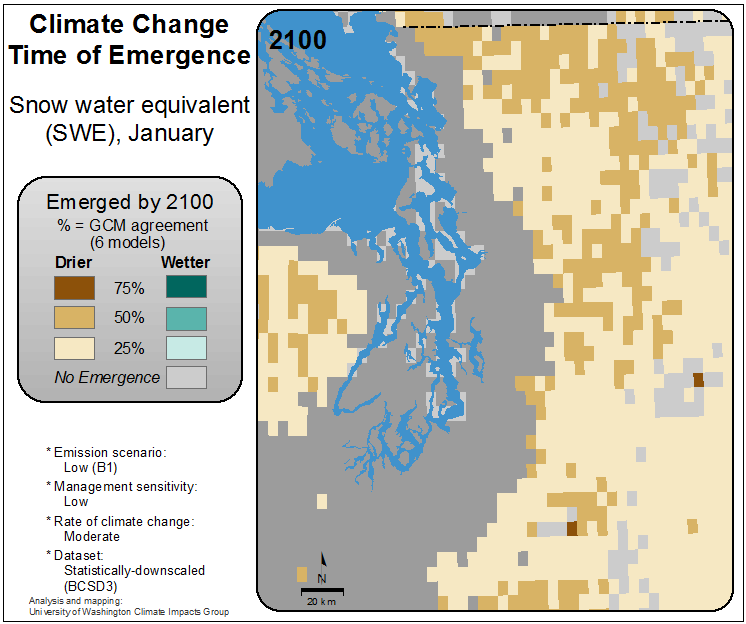 Climate Change
Time of Emergence
Snow water equivalent
(SWE), January
Emerged by 2100
% = GCM agreement
(6 models)
Drier Wetter
75%
50%
25%
No Emergence
* Emission scenario:
Low (B1)
* Management sensitivity:
Low
* Rate of climate change:
Moderate
* Dataset:
Statistically-downscaled
(BCSD3)
Analysis and mapping:
University of Washington Climate Impacts Group
2100
N
20 km